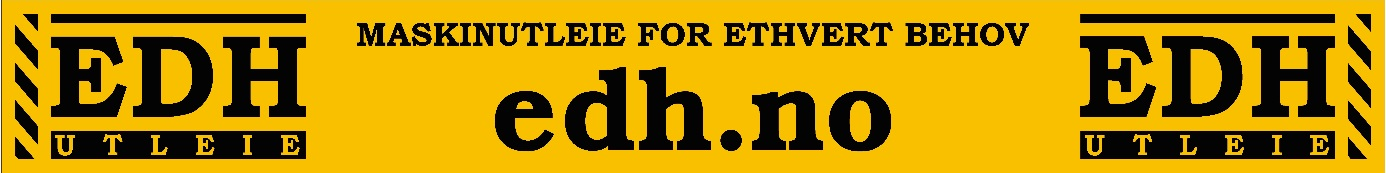 EDH
UTLEIE
MASKINUTLEIE FOR ETHVERT BEHOV
edh.no
EDH
UTLEIE